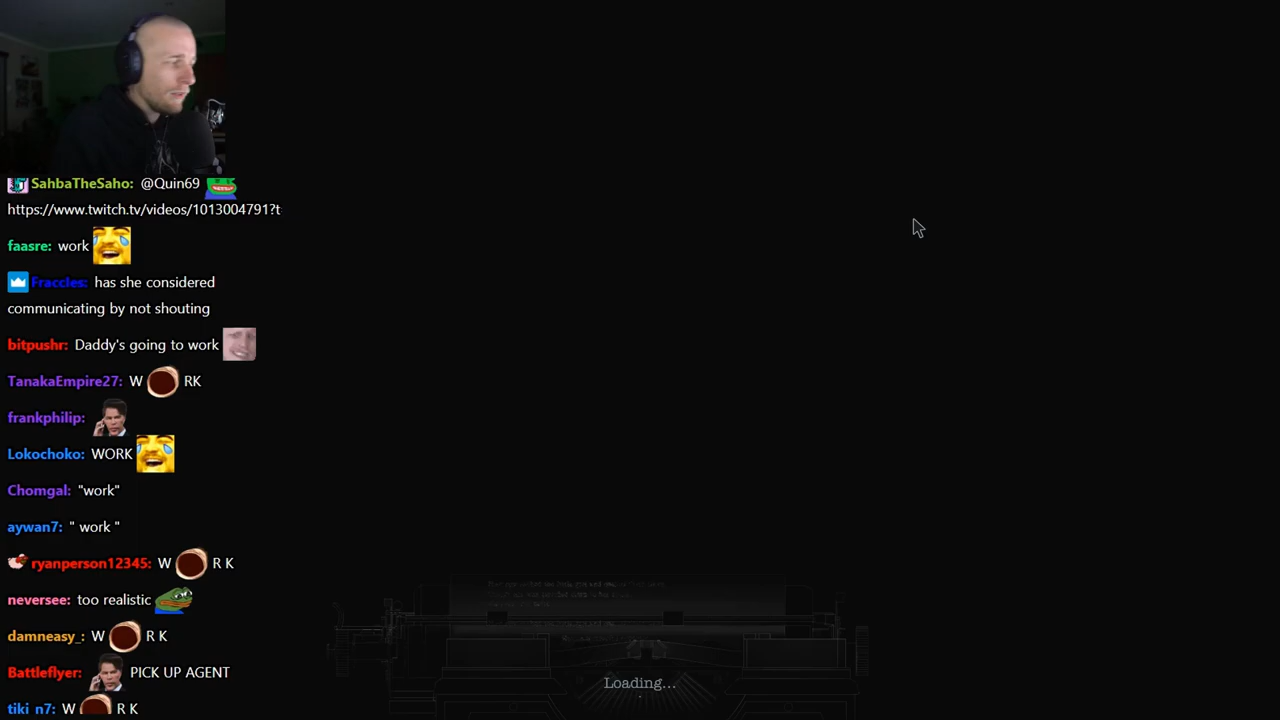 SahbaTheSaho: @Quin69
https://www.twitch.tv/videos/1013004791?t
faasre: work
Fraccles: has she considered
communicating by not shouting
bitpushr: Daddy's going to work
TanakaEmpire27: W RK
frankphilip:
Lokochoko: WORK
Chomgal: "work"
aywan7: " work "
ryanperson12345: W R K
neversee: too realistic
damneasy_: W R K
Battleflyer: PICK UP AGENT
tiki_n7: W R K
Loading...